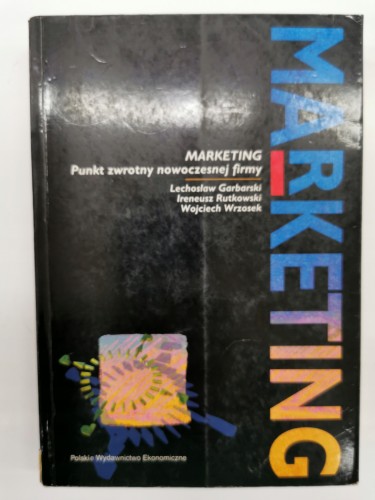 MARKETING
MARKETING
Punkt zwrotny nowoczesnej firmy
Lechosław Garbarski
Ireneusz Rutkowski
Wojciech Wrzosek
Polskie Wydawnictwo Ekonomiczne